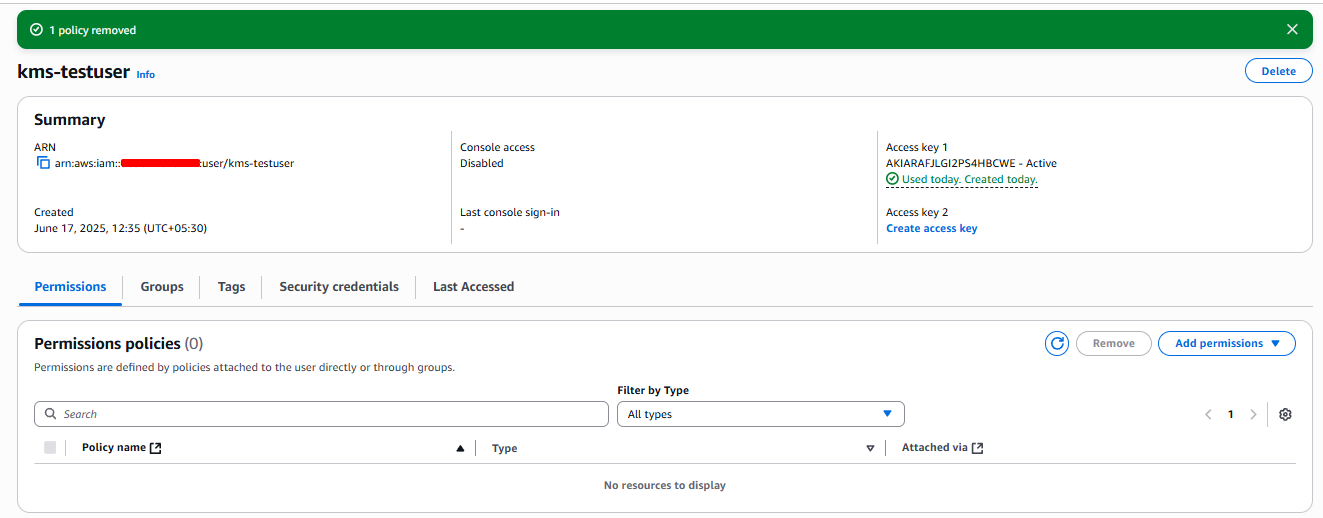 1 policy removed
kms-testuser Info
Delete
Summary
ARN
arn:aws:iam:: :user/kms-testuser
Console access
Disabled
Access key 1
AKIARAFJLGI2PS4HBCWE - Active
Used today. Created today.
Created
June 17, 2025, 12:35 (UTC+05:30)
Last console sign-in
-
Access key 2
Create access key
Permissions Groups Tags Security credentials Last Accessed
Permissions policies (0)
Remove
Add permissions
Permissions are defined by policies attached to the user directly or through groups.
Filter by Type
Search
All types
1
Policy name Type Attached via
No resources to display